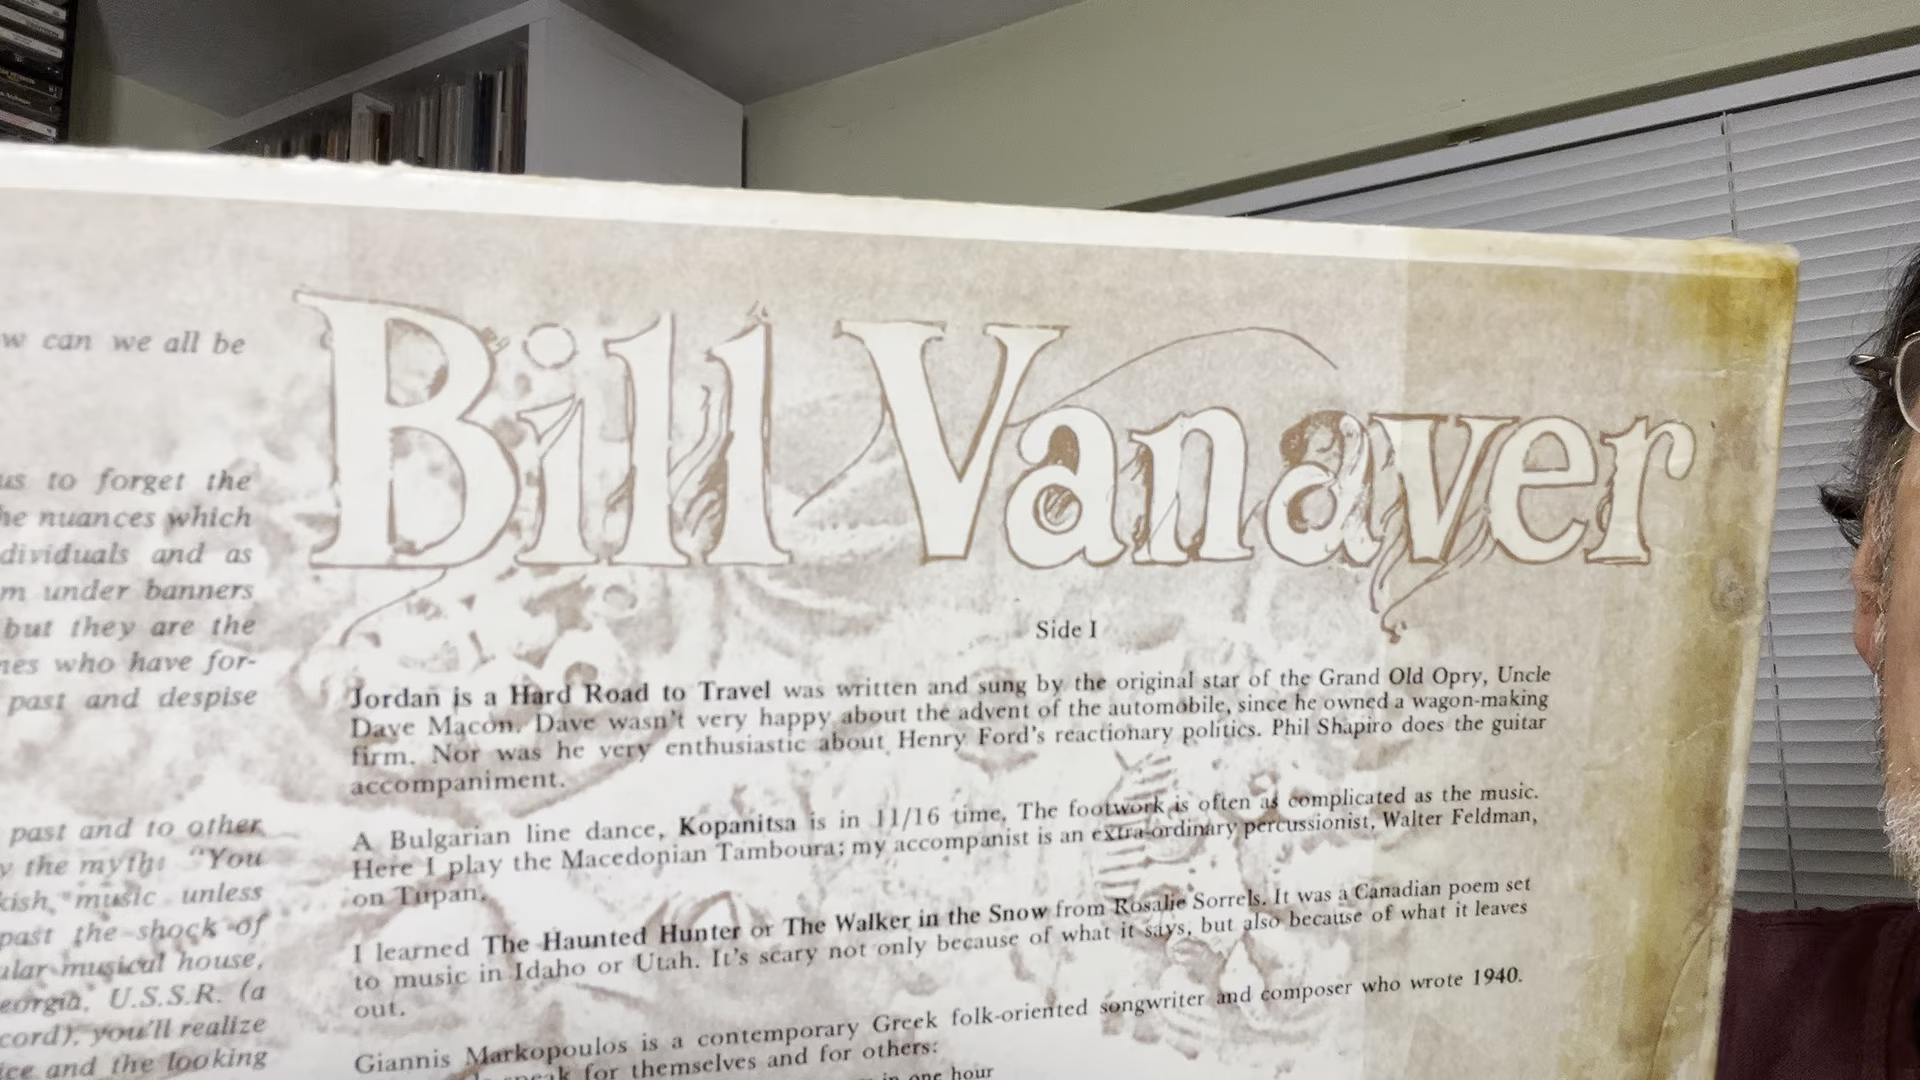 w can we all be
us to forget the
he nuances which
dividuals and as
m under banners
but they are the
nes who have for-
past and despise
past and to other
y the myth: "You
kish, music unless
past the shock of
ular musical house,
eorgia, U.S.S.R. (a
cord), you'll realize
ice and the looking
Bill Vanaver
Side I
Jordan is a Hard Road to Travel was written and sung by the original star of the Grand Old Opry, Uncle
Dave Macon. Dave wasn't very happy about the advent of the automobile, since he owned a wagon-making
firm. Nor was he very enthusiastic about Henry Ford's reactionary politics. Phil Shapiro does the guitar
accompaniment.
A Bulgarian line dance, Kopanitsa is in 11/16 time. The footwork is often as complicated as the music.
Here I play the Macedonian Tamboura; my accompanist is an extra-ordinary percussionist, Walter Feldman,
on Tupan.
I learned The Haunted Hunter or The Walker in the Snow from Rosalie Sorrels. It was a Canadian poem set
to music in Idaho or Utah. It's scary not only because of what it says, but also because of what it leaves
out.
Giannis Markopoulos is a contemporary Greek folk-oriented songwriter and composer who wrote 1940.
speak for themselves and for others:
in one hour